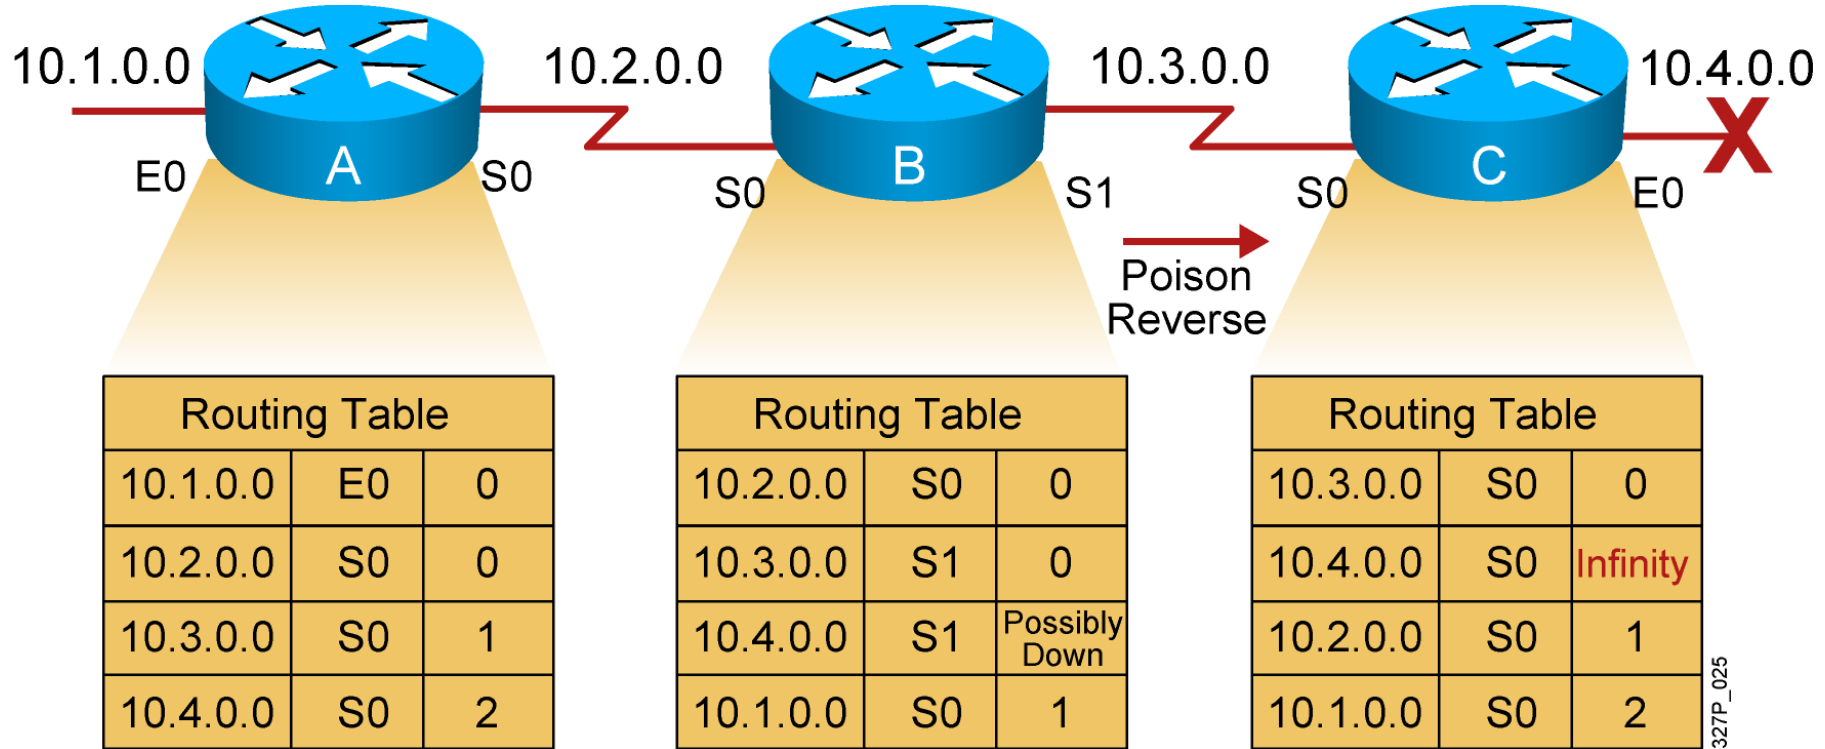 10.1.0.0
10.2.0.0
10.3.0.0
10.4.0.0
X
A
B
C
E0
S0
S0
S1
S0
E0
Poison
Reverse
Routing Table
10.1.0.0 E0 0
10.2.0.0 S0 0
10.3.0.0 S0 1
10.4.0.0 S0 2
Routing Table
10.2.0.0 S0 0
10.3.0.0 S1 0
10.4.0.0 S1 Possibly Down
10.1.0.0 S0 1
Routing Table
10.3.0.0 S0 0
10.4.0.0 S0 Infinity
10.2.0.0 S0 1
10.1.0.0 S0 2
327P_025